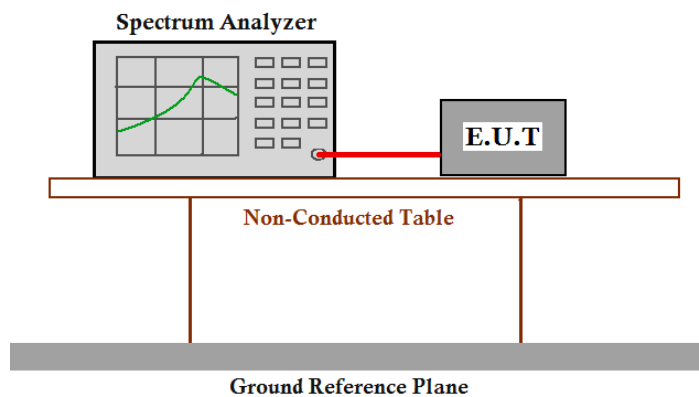 Spectrum Analyzer
E.U.T
Non-Conducted Table
Ground Reference Plane